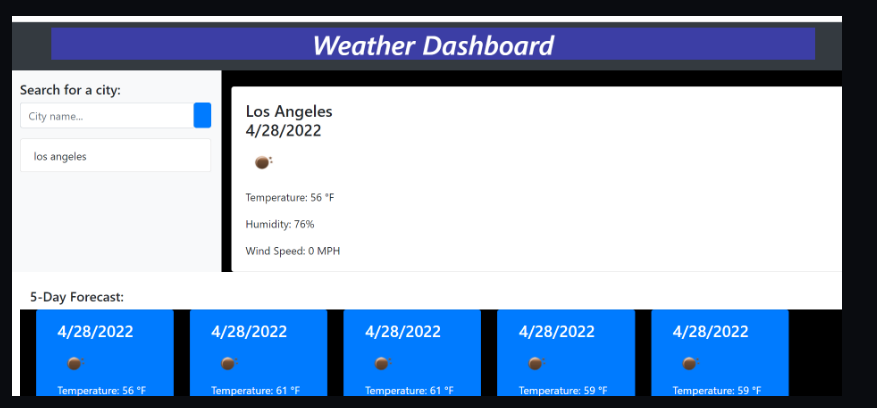 Weather Dashboard
Search for a city:
City name...
los angeles
Los Angeles
4/28/2022
Temperature: 56 °F
Humidity: 76%
Wind Speed: 0 MPH
5-Day Forecast:
4/28/2022 4/28/2022 4/28/2022 4/28/2022 4/28/2022
Temperature: 56 °F Temperature: 61 °F Temperature: 61 °F Temperature: 59 °F Temperature: 59 °F